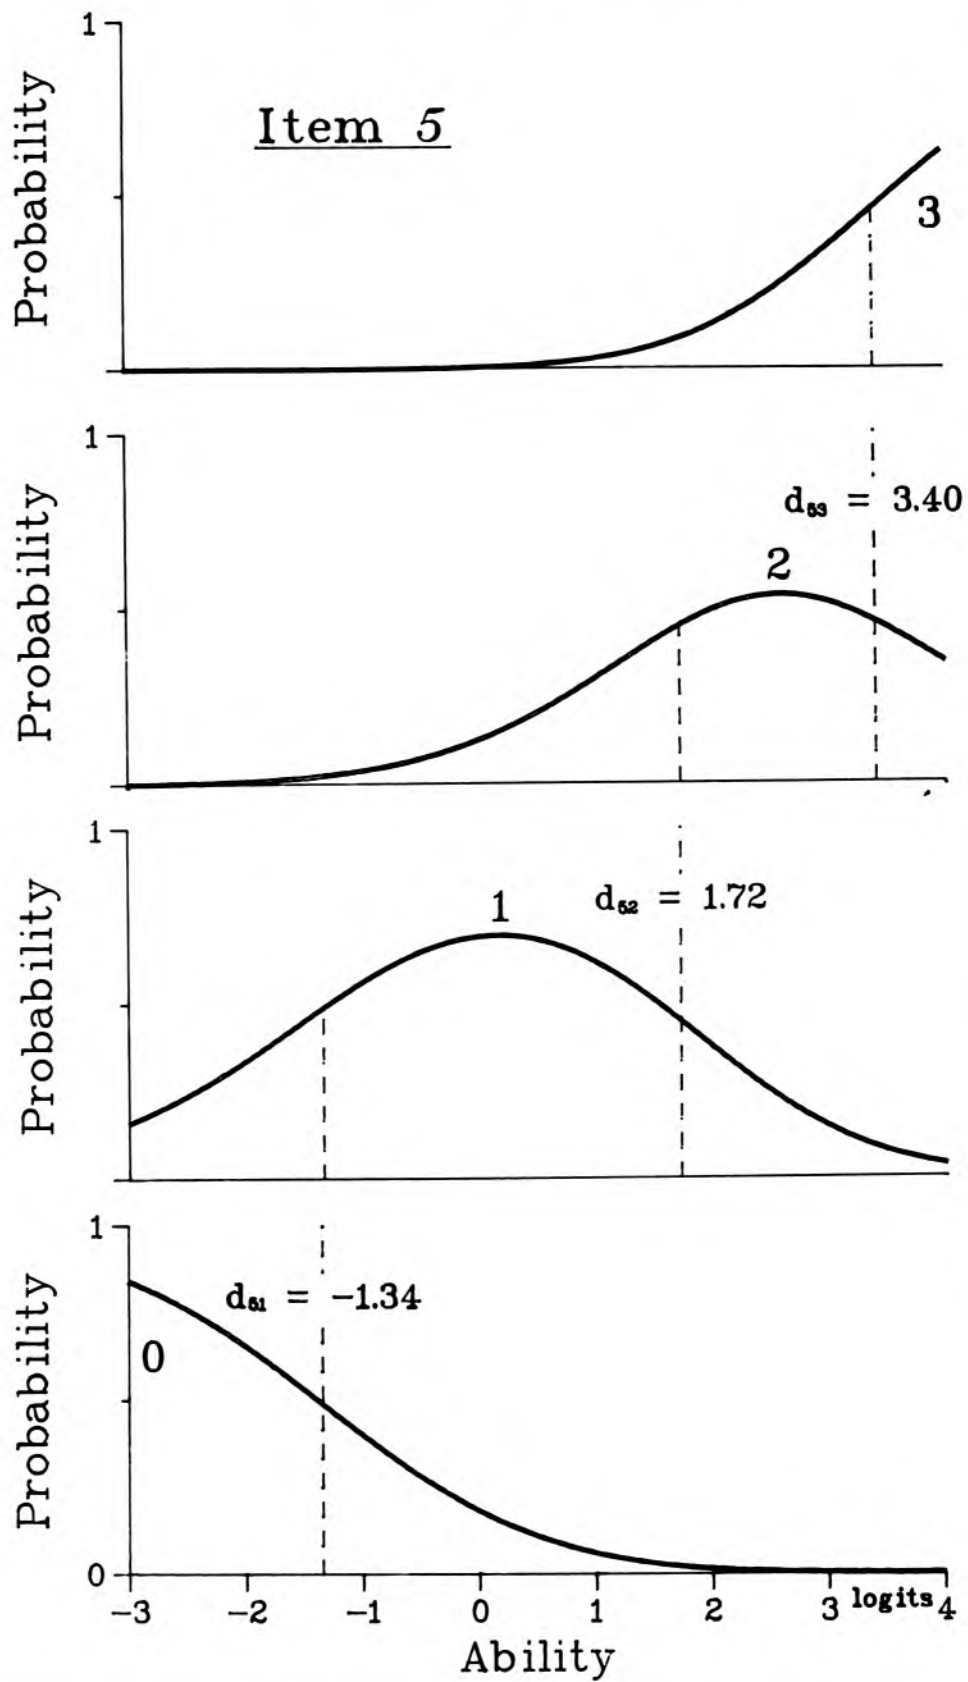 1
Probability
Item 5
3
1
Probability
d₅₃ = 3.40
2
1
Probability
1
d₅₂ = 1.72
1
Probability
d₅₁ = -1.34
0
0
-3 -2 -1 0 1 2 3 logits 4
Ability